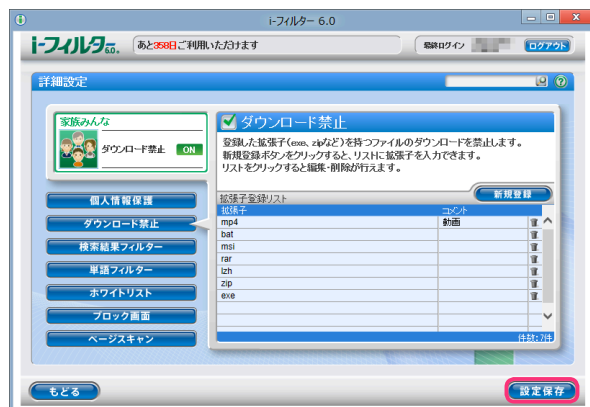 i-フィルター 6.0
i-フィルター 6.0 あと358日ご利用いただけます 最終ログイン ログアウト
詳細設定
家族みんな
ダウンロード禁止 ON
ダウンロード禁止
登録した拡張子(exe、zipなど)を持つファイルのダウンロードを禁止します。
新規登録ボタンをクリックすると、リストに拡張子を入力できます。
リストをクリックすると編集・削除が行えます。
新規登録
拡張子登録リスト
拡張子 コメント
mp4 動画
bat
msi
rar
lzh
zip
exe
件数:7件
個人情報保護
ダウンロード禁止
検索結果フィルター
単語フィルター
ホワイトリスト
ブロック画面
ページスキャン
もどる
設定保存